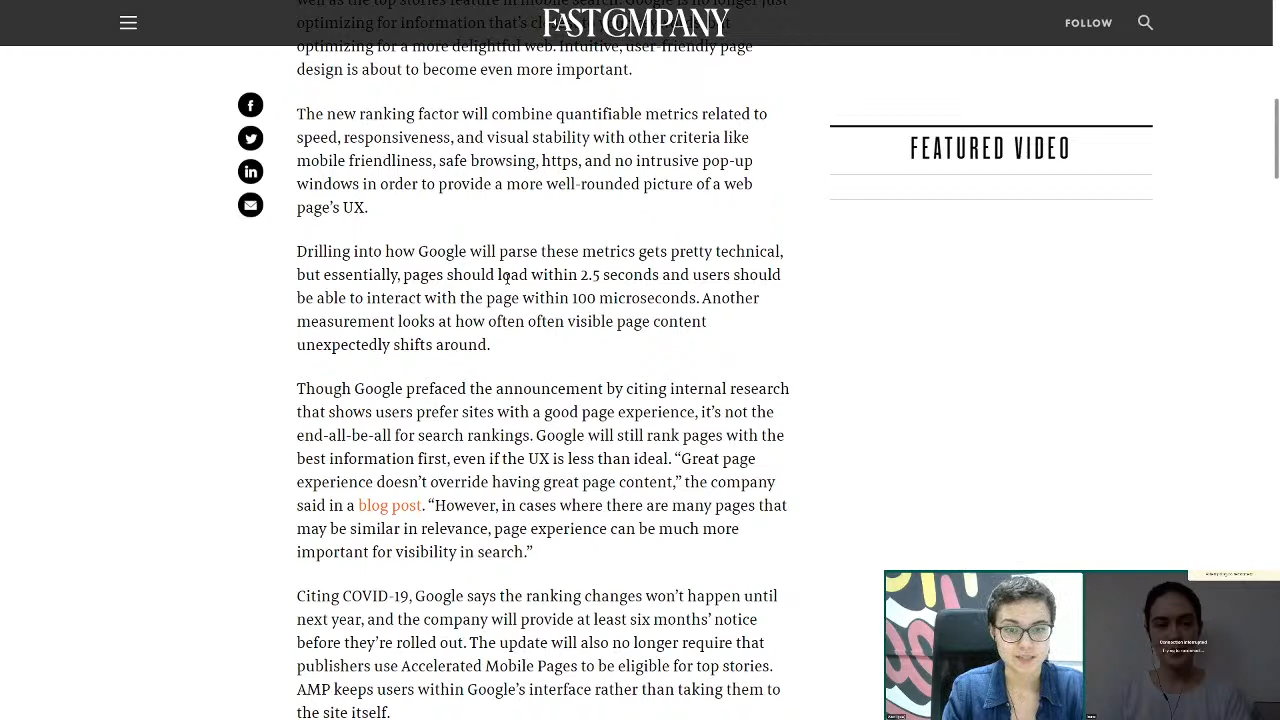 FAST COMPANY
FOLLOW
optimizing for a more delightful web. Intuitive, user-friendly page
design is about to become even more important.
The new ranking factor will combine quantifiable metrics related to
speed, responsiveness, and visual stability with other criteria like
mobile friendliness, safe browsing, https, and no intrusive pop-up
windows in order to provide a more well-rounded picture of a web
page’s UX.
Drilling into how Google will parse these metrics gets pretty technical,
but essentially, pages should load within 2.5 seconds and users should
be able to interact with the page within 100 microseconds. Another
measurement looks at how often often visible page content
unexpectedly shifts around.
Though Google prefaced the announcement by citing internal research
that shows users prefer sites with a good page experience, it’s not the
end-all-be-all for search rankings. Google will still rank pages with the
best information first, even if the UX is less than ideal. “Great page
experience doesn’t override having great page content,” the company
said in a blog post. “However, in cases where there are many pages that
may be similar in relevance, page experience can be much more
important for visibility in search.”
Citing COVID-19, Google says the ranking changes won’t happen until
next year, and the company will provide at least six months’ notice
before they’re rolled out. The update will also no longer require that
publishers use Accelerated Mobile Pages to be eligible for top stories.
AMP keeps users within Google’s interface rather than taking them to
the site itself.
FEATURED VIDEO
Connection interrupted
Trying to reconnect...